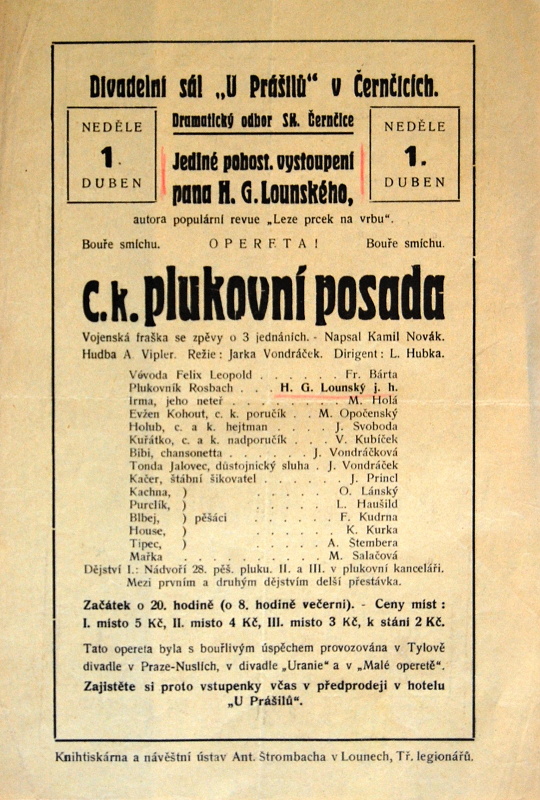 Divadelní sál „U Prášilů“ v Černčicích.
Dramatický odbor SK. Černčice
NEDĚLE
1.
DUBEN
Jediné pohost. vystoupení
pana H. G. Lounského,
NEDĚLE
1.
DUBEN
autora populární revue „Leze prcek na vrbu“.
Bouře smíchu. OPERETA! Bouře smíchu.
c. k. plukovní posada
Vojenská fraška se zpěvy o 3 jednáních. - Napsal Kamil Novák.
Hudba A. Vipler. Režie: Jarka Vondráček. Dirigent: L. Hubka.
Vévoda Felix Leopold . . . . . . Fr. Bárta
Plukovník Rosbach . . . H. G. Lounský j. h.
Irma, jeho neteř . . . . . . . . . M. Holá
Evžen Kohout, c. k. poručík . . M. Opočenský
Holub, c. a k. hejtman . . . . J. Svoboda
Kuřátko, c. a k. nadporučík . . . V. Kubíček
Bibi, chansonetta . . . . . . J. Vondráčková
Tonda Jalovec, důstojnický sluha . J. Vondráček
Kačer, štábní šikovatel . . . . . J. Princl
Kachna, ) . . . . . O. Lánský
Purclík, ) . . . . . L. Haušild
Blbej, ) pěšáci . . . . . . F. Kudrna
House, ) . . . . . K. Kurka
Tipec, ) . . . . . A. Štembera
Mařka . . . . . . . . . . M. Salačová
Dějství I.: Nádvoří 28. pěš. pluku. II. a III. v plukovní kanceláři.
Mezi prvním a druhým dějstvím delší přestávka.
Začátek o 20. hodině (o 8. hodině večerní). - Ceny míst :
I. místo 5 Kč, II. místo 4 Kč, III. místo 3 Kč, k stání 2 Kč.
Tato opereta byla s bouřlivým úspěchem provozována v Tylově
divadle v Praze-Nuslích, v divadle „Uranie“ a v „Malé operetě“.
Zajistěte si proto vstupenky včas v předprodeji v hotelu
„U Prášilů“.
Knihtiskárna a návěštní ústav Ant. Štrombacha v Lounech, Tř. legionářů.